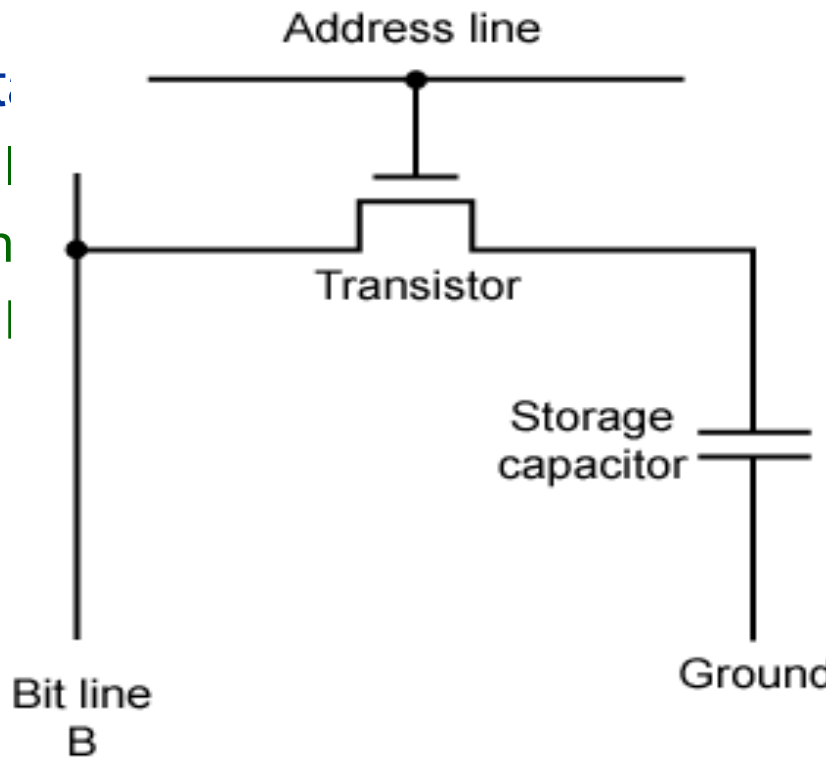 Address line
Transistor
Storage
capacitor
Ground
Bit line
B